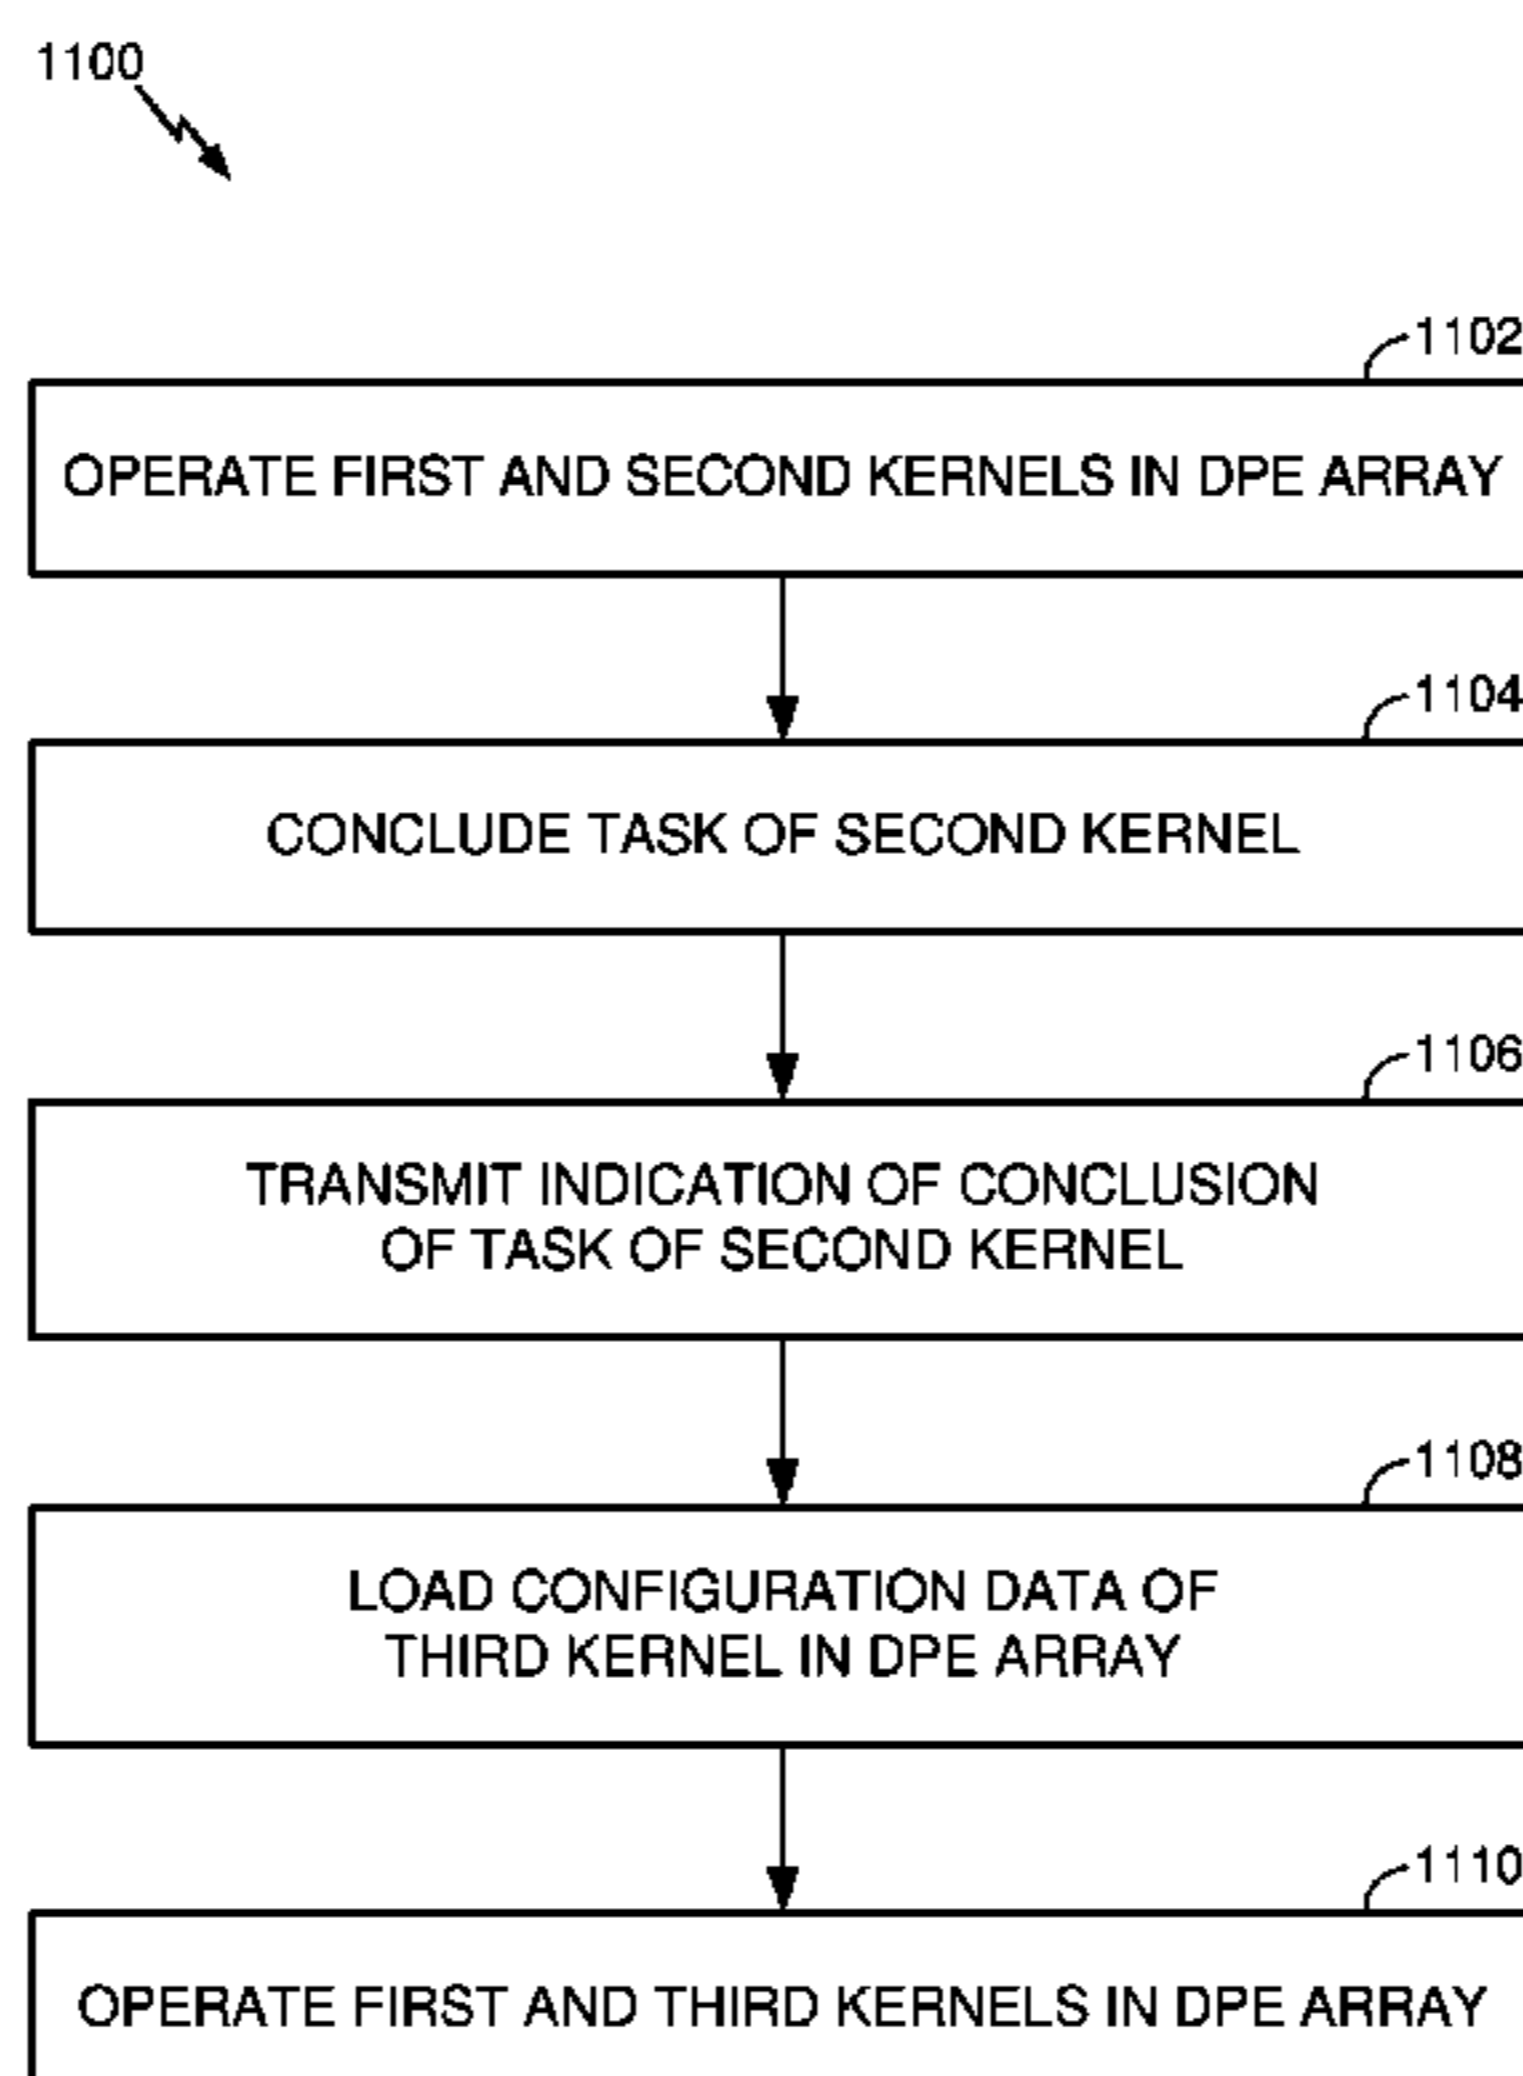 1100
1102
OPERATE FIRST AND SECOND KERNELS IN DPE ARRAY
1104
CONCLUDE TASK OF SECOND KERNEL
1106
TRANSMIT INDICATION OF CONCLUSION
OF TASK OF SECOND KERNEL
1108
LOAD CONFIGURATION DATA OF
THIRD KERNEL IN DPE ARRAY
1110
OPERATE FIRST AND THIRD KERNELS IN DPE ARRAY